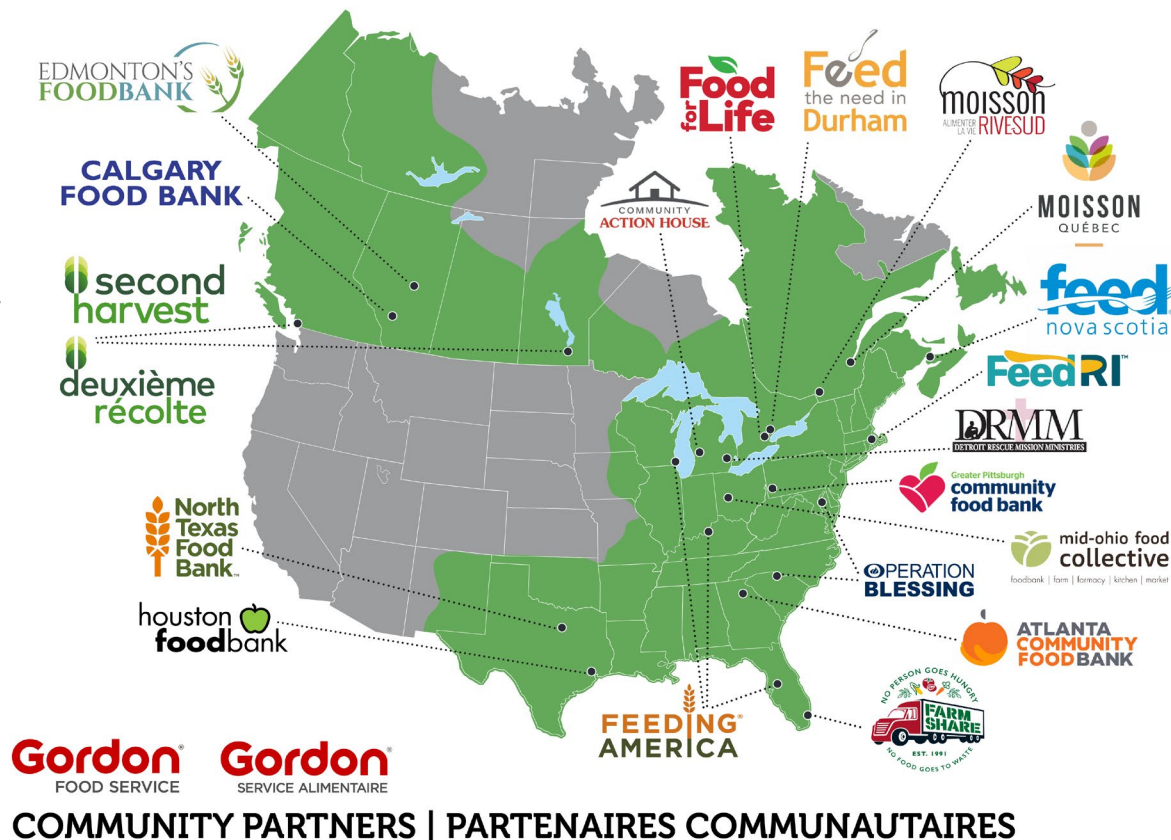 EDMONTON'S
FOODBANK
CALGARY
FOOD BANK
second
harvest
deuxième
récolte
North
Texas
Food
Bank™
houston
foodbank
Food
for Life
Feed
the need in
Durham
moisson
ALIMENTER
LA VIE
RIVESUD
COMMUNITY
ACTION HOUSE
MOISSON
QUÉBEC
feed
nova scotia
FeedRI™
DRMM
DETROIT RESCUE MISSION MINISTRIES
Greater Pittsburgh
community
food bank
mid-ohio food
collective
foodbank | farm | farmacy | kitchen | market
OPERATION
BLESSING
ATLANTA
COMMUNITY
FOODBANK
NO PERSON GOES HUNGRY
FARM
SHARE
EST. 1991
NO FOOD GOES TO WASTE
FEEDING®
AMERICA
Gordon®
FOOD SERVICE
Gordon®
SERVICE ALIMENTAIRE
COMMUNITY PARTNERS | PARTENAIRES COMMUNAUTAIRES